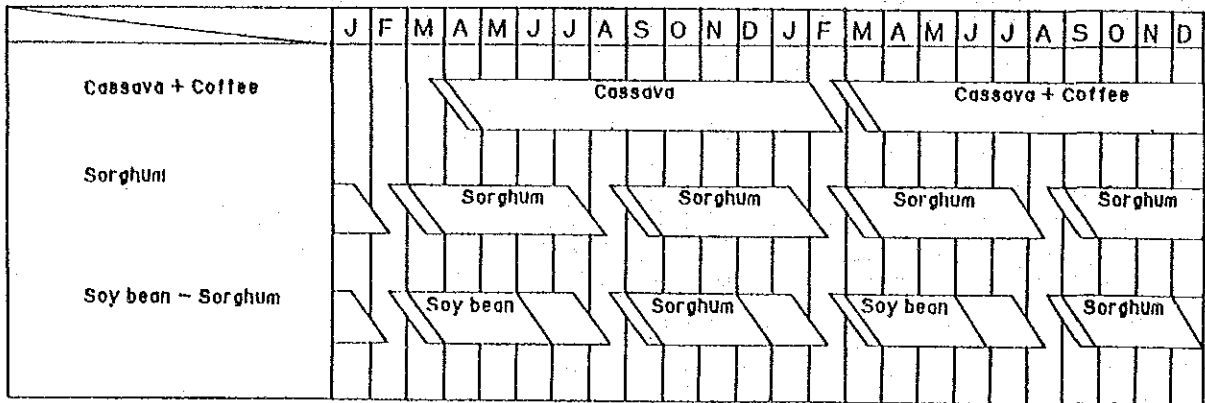 J F M A M J J A S O N D J F M A M J J A S O N D
Cassava + Coffee Cassava Cassava + Coffee
Sorghum Sorghum Sorghum Sorghum Sorghum
Soy bean - Sorghum Soy bean Sorghum Soy bean Sorghum